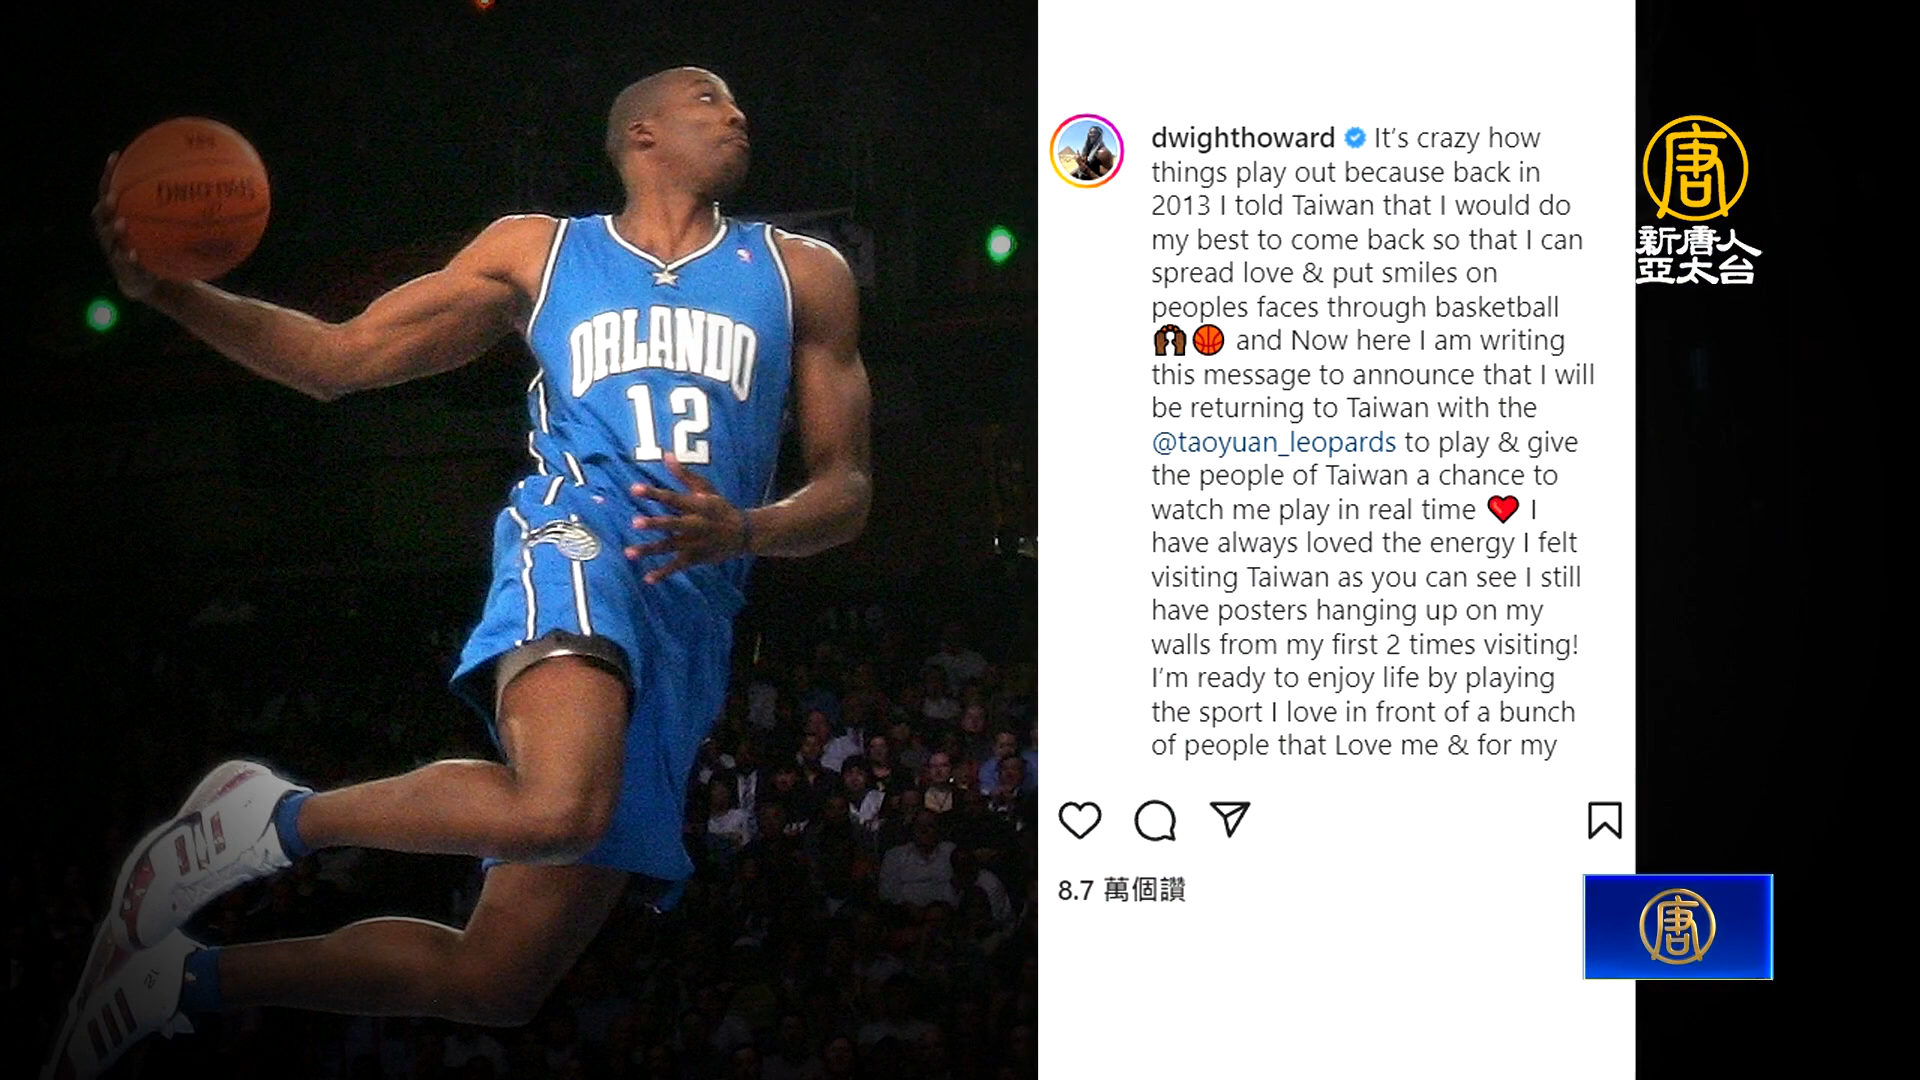 SPALDING
ORLANDO
12
dwighthoward It’s crazy how
things play out because back in
2013 I told Taiwan that I would do
my best to come back so that I can
spread love & put smiles on
peoples faces through basketball
🙌🏿🏀 and Now here I am writing
this message to announce that I will
be returning to Taiwan with the
@taoyuan_leopards to play & give
the people of Taiwan a chance to
watch me play in real time ❤️ I
have always loved the energy I felt
visiting Taiwan as you can see I still
have posters hanging up on my
walls from my first 2 times visiting!
I’m ready to enjoy life by playing
the sport I love in front of a bunch
of people that Love me & for my
8.7 萬個讚
唐
新唐人
亞太台
唐